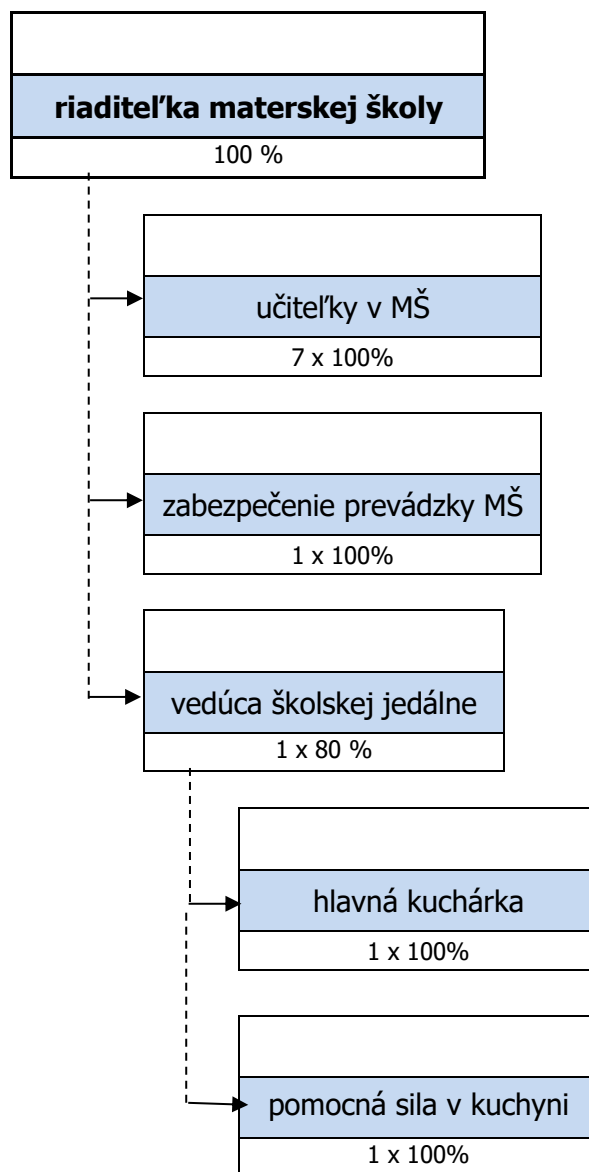 riaditeľka materskej školy
100 %
učiteľky v MŠ
7 x 100%
zabezpečenie prevádzky MŠ
1 x 100%
vedúca školskej jedálne
1 x 80 %
hlavná kuchárka
1 x 100%
pomocná sila v kuchyni
1 x 100%